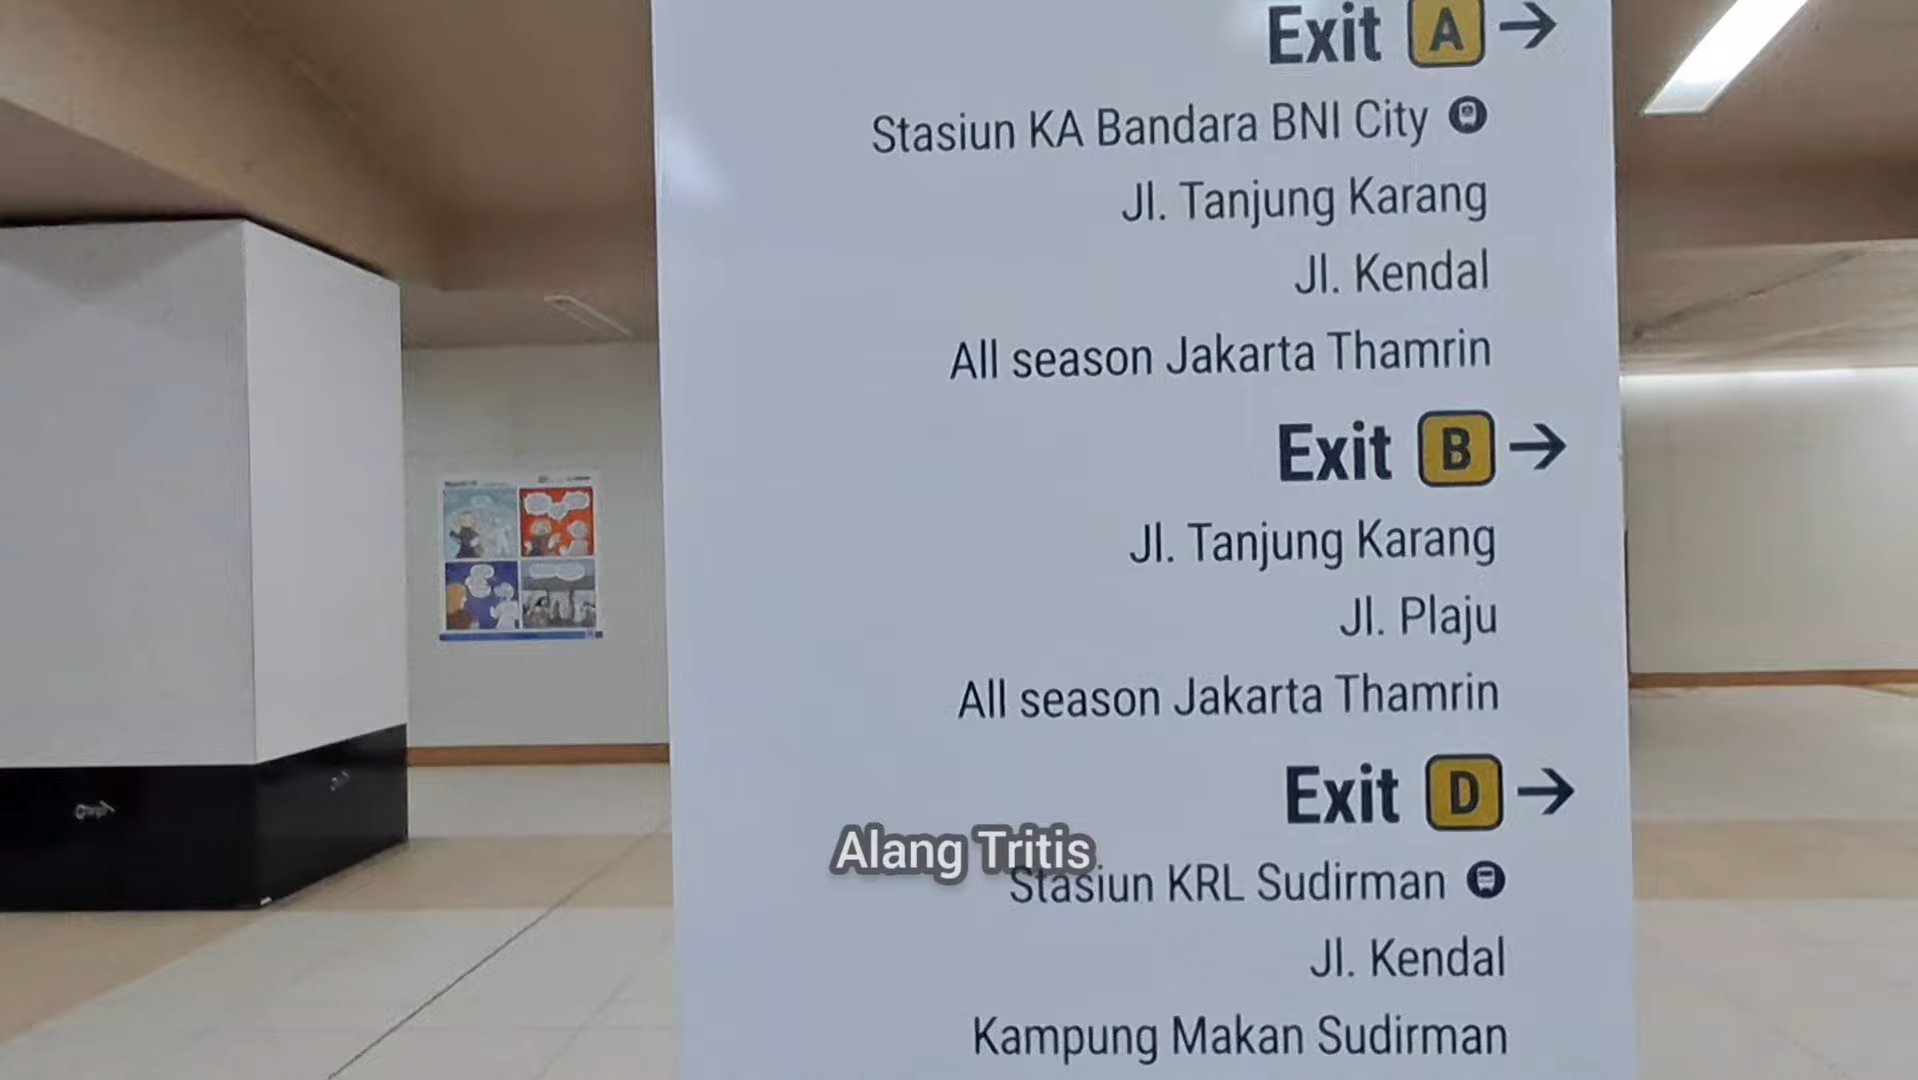 Exit A →
Stasiun KA Bandara BNI City
Jl. Tanjung Karang
Jl. Kendal
All season Jakarta Thamrin
Exit B →
Jl. Tanjung Karang
Jl. Plaju
All season Jakarta Thamrin
Exit D →
Alang Tritis
Stasiun KRL Sudirman
Jl. Kendal
Kampung Makan Sudirman